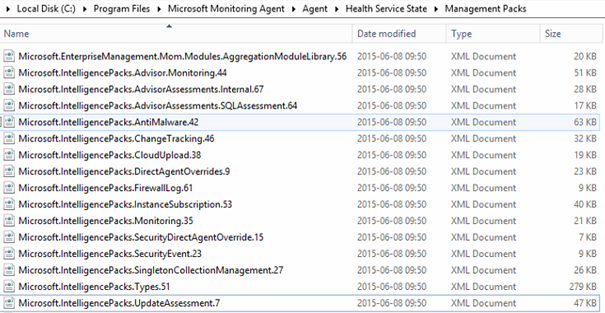 Local Disk (C:) Program Files Microsoft Monitoring Agent Agent Health Service State Management Packs
Name Date modified Type Size
Microsoft.EnterpriseManagement.Mom.Modules.AggregationModuleLibrary.56 2015-06-08 09:50 XML Document 20 KB
Microsoft.IntelligencePacks.Advisor.Monitoring.44 2015-06-08 09:50 XML Document 51 KB
Microsoft.IntelligencePacks.AdvisorAssessments.Internal.67 2015-06-08 09:50 XML Document 28 KB
Microsoft.IntelligencePacks.AdvisorAssessments.SQLAssessment.64 2015-06-08 09:50 XML Document 17 KB
Microsoft.IntelligencePacks.AntiMalware.42 2015-06-08 09:50 XML Document 63 KB
Microsoft.IntelligencePacks.ChangeTracking.46 2015-06-08 09:50 XML Document 32 KB
Microsoft.IntelligencePacks.CloudUpload.38 2015-06-08 09:50 XML Document 19 KB
Microsoft.IntelligencePacks.DirectAgentOverrides.9 2015-06-08 09:50 XML Document 23 KB
Microsoft.IntelligencePacks.FirewallLog.61 2015-06-08 09:50 XML Document 9 KB
Microsoft.IntelligencePacks.InstanceSubscription.53 2015-06-08 09:50 XML Document 40 KB
Microsoft.IntelligencePacks.Monitoring.35 2015-06-08 09:50 XML Document 21 KB
Microsoft.IntelligencePacks.SecurityDirectAgentOverride.15 2015-06-08 09:50 XML Document 7 KB
Microsoft.IntelligencePacks.SecurityEvent.23 2015-06-08 09:50 XML Document 9 KB
Microsoft.IntelligencePacks.SingletonCollectionManagement.27 2015-06-08 09:50 XML Document 26 KB
Microsoft.IntelligencePacks.Types.51 2015-06-08 09:50 XML Document 279 KB
Microsoft.IntelligencePacks.UpdateAssessment.7 2015-06-08 09:50 XML Document 47 KB